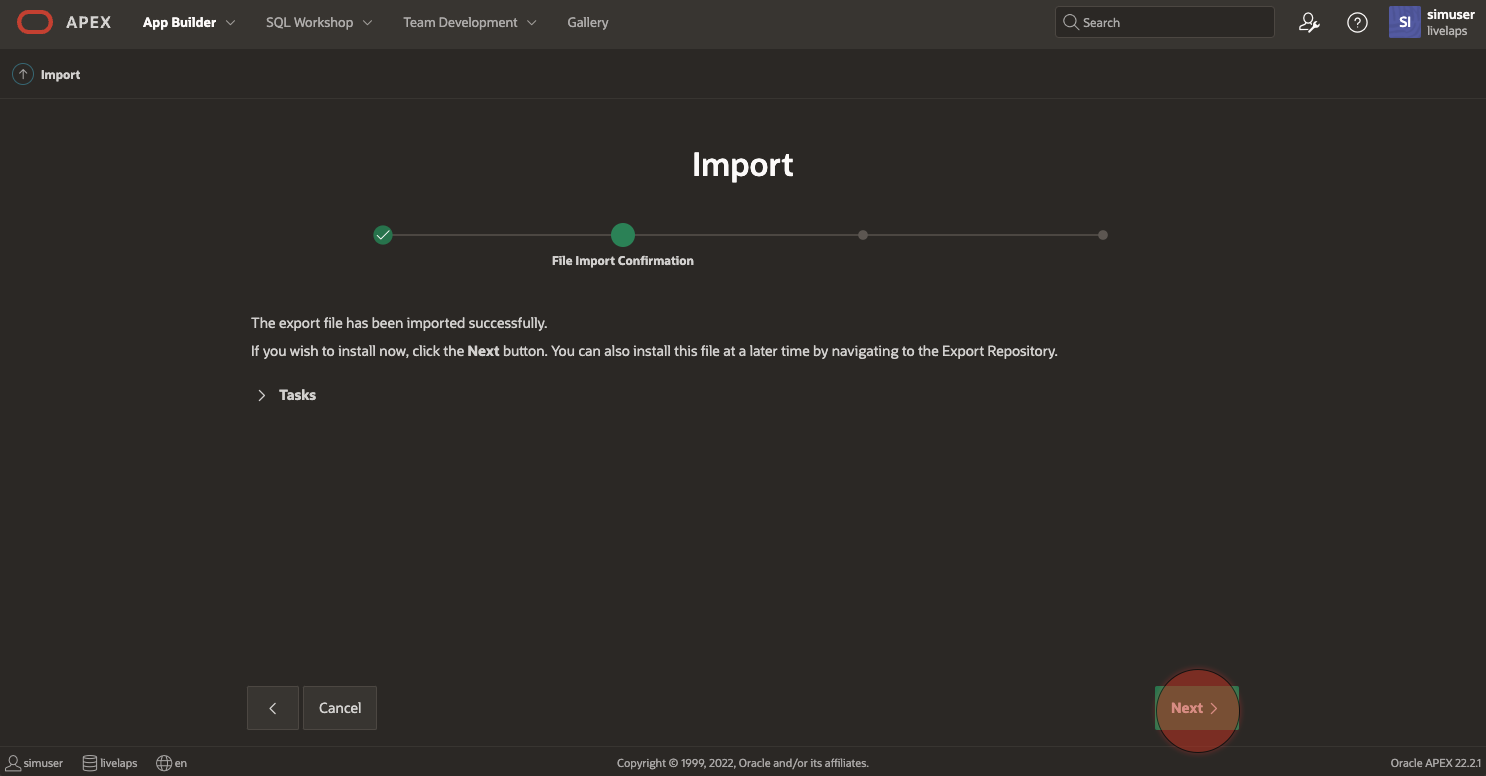 APEX App Builder SQL Workshop Team Development Gallery Search SI simuser
livelaps
Import
Import
File Import Confirmation
The export file has been imported successfully.
If you wish to install now, click the Next button. You can also install this file at a later time by navigating to the Export Repository.
Tasks
Cancel Next
simuser livelaps en Copyright © 1999, 2022, Oracle and/or its affiliates. Oracle APEX 22.2.1